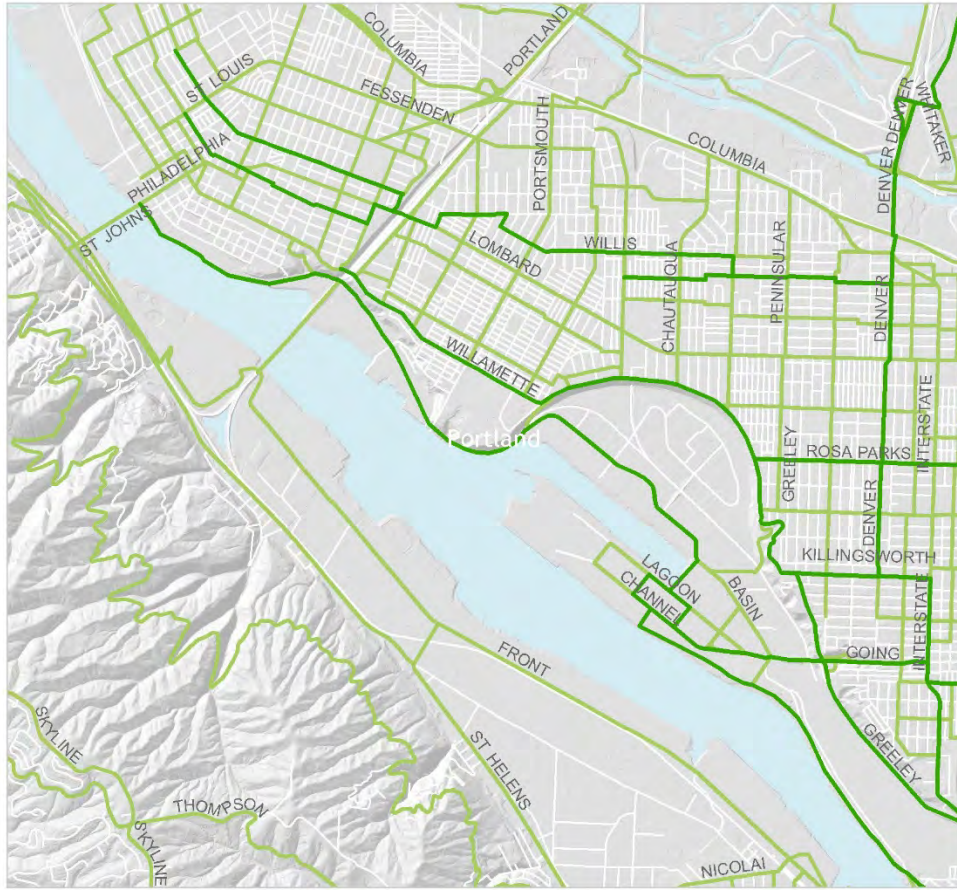 COLUMBIA
PORTLAND
ST LOUIS
FESSENDEN
DENVER
DENVER
WHITAKER
PORTSMOUTH
COLUMBIA
PHILADELPHIA
ST JOHNS
LOMBARD
WILLIS
CHAUTAUQUA
PENINSULAR
DENVER
WILLAMETTE
INTERSTATE
Portland
GREELEY
ROSA PARKS
DENVER
KILLINGSWORTH
LAGOON
CHANNEL
BASIN
INTERSTATE
GOING
FRONT
SKYLINE
ST HELENS
GREELEY
THOMPSON
SKYLINE
NICOLAI